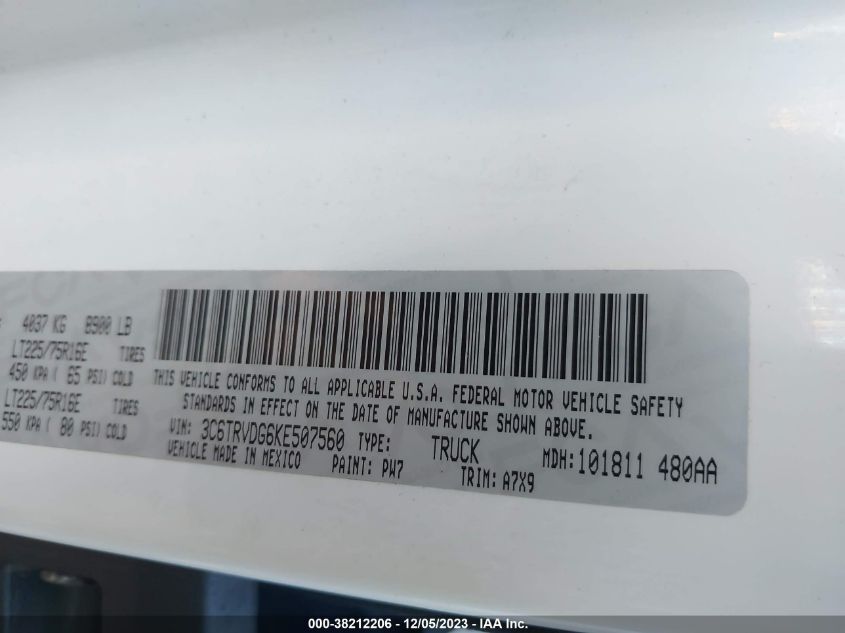 4037 KG 8900 LB
LT225/75R16E TIRES
450 KPA ( 65 PSI) COLD
LT225/75R16E TIRES
550 KPA ( 80 PSI) COLD
THIS VEHICLE CONFORMS TO ALL APPLICABLE U.S.A. FEDERAL MOTOR VEHICLE SAFETY
STANDARDS IN EFFECT ON THE DATE OF MANUFACTURE SHOWN ABOVE.
VIN: 3C6TRVDG6KE507560 TYPE: TRUCK MDH:101811 480AA
VEHICLE MADE IN MEXICO PAINT: PW7 TRIM: A7X9
000-38212206 - 12/05/2023 - IAA Inc.